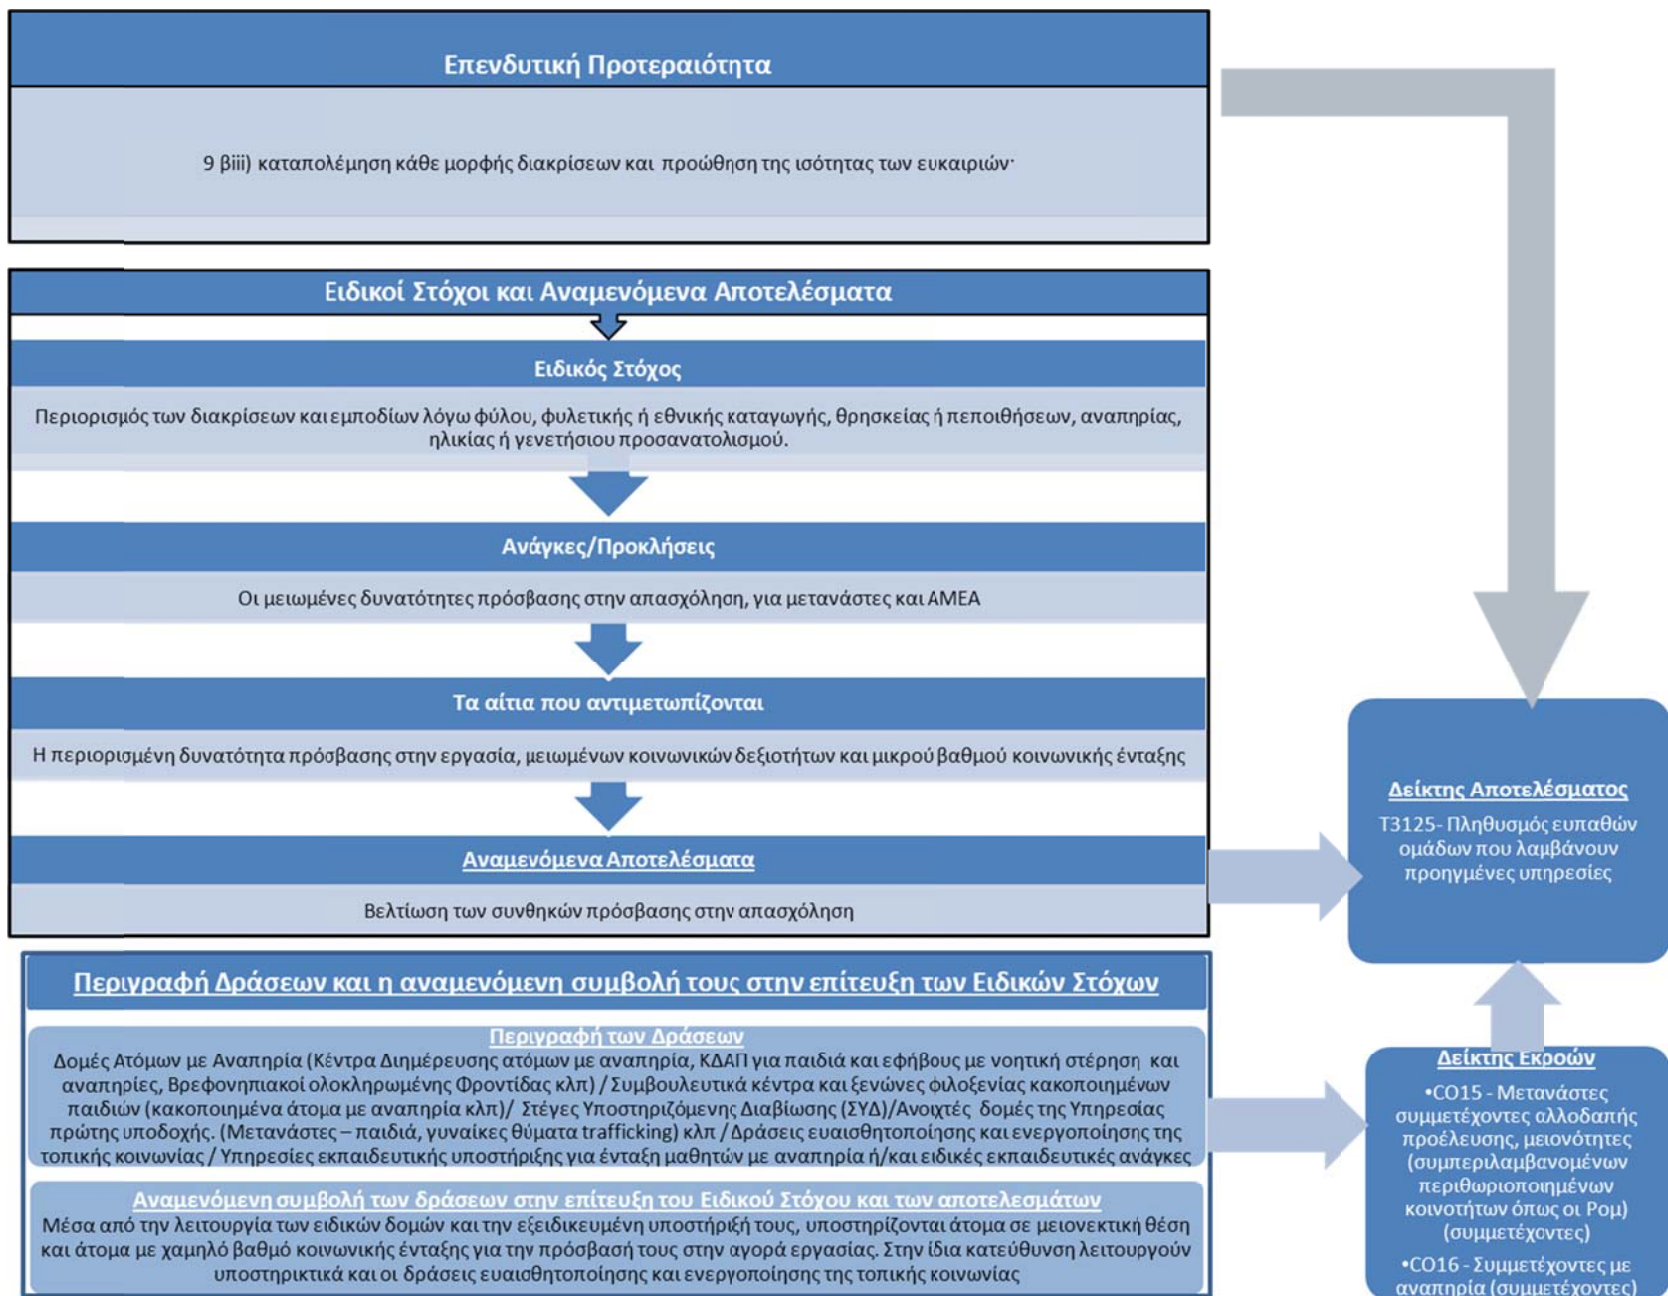 Επενδυτική Προτεραιότητα
9 βiii) καταπολέμηση κάθε μορφής διακρίσεων και προώθηση της ισότητας των ευκαιριών·
Ειδικοί Στόχοι και Αναμενόμενα Αποτελέσματα
Ειδικός Στόχος
Περιορισμός των διακρίσεων και εμποδίων λόγω φύλου, φυλετικής ή εθνικής καταγωγής, θρησκείας ή πεποιθήσεων, αναπηρίας,
ηλικίας ή γενετήσιου προσανατολισμού.
Ανάγκες/Προκλήσεις
Οι μειωμένες δυνατότητες πρόσβασης στην απασχόληση, για μετανάστες και ΑΜΕΑ
Τα αίτια που αντιμετωπίζονται
Η περιορισμένη δυνατότητα πρόσβασης στην εργασία, μειωμένων κοινωνικών δεξιοτήτων και μικρού βαθμού κοινωνικής ένταξης
Αναμενόμενα Αποτελέσματα
Βελτίωση των συνθηκών πρόσβασης στην απασχόληση
Περιγραφή Δράσεων και η αναμενόμενη συμβολή τους στην επίτευξη των Ειδικών Στόχων
Περιγραφή των Δράσεων
Δομές Ατόμων με Αναπηρία (Κέντρα Διημέρευσης ατόμων με αναπηρία, ΚΔΑΠ για παιδιά και εφήβους με νοητική στέρηση και
αναπηρίες, Βρεφονηπιακοί ολοκληρωμένης Φροντίδας κλπ) / Συμβουλευτικά κέντρα και ξενώνες φιλοξενίας κακοποιημένων
παιδιών (κακοποιημένα άτομα με αναπηρία κλπ)/ Στέγες Υποστηριζόμενης Διαβίωσης (ΣΥΔ)/Ανοιχτές δομές της Υπηρεσίας
πρώτης υποδοχής. (Μετανάστες – παιδιά, γυναίκες θύματα trafficking) κλπ / Δράσεις ευαισθητοποίησης και ενεργοποίησης της
τοπικής κοινωνίας / Υπηρεσίες εκπαιδευτικής υποστήριξης για ένταξη μαθητών με αναπηρία ή/και ειδικές εκπαιδευτικές ανάγκες
Αναμενόμενη συμβολή των δράσεων στην επίτευξη του Ειδικού Στόχου και των αποτελεσμάτων
Μέσα από την λειτουργία των ειδικών δομών και την εξειδικευμένη υποστήριξή τους, υποστηρίζονται άτομα σε μειονεκτική θέση
και άτομα με χαμηλό βαθμό κοινωνικής ένταξης για την πρόσβασή τους στην αγορά εργασίας. Στην ίδια κατεύθυνση λειτουργούν
υποστηρικτικά και οι δράσεις ευαισθητοποίησης και ενεργοποίησης της τοπικής κοινωνίας
Δείκτης Αποτελέσματος
Τ3125- Πληθυσμός ευπαθών
ομάδων που λαμβάνουν
προηγμένες υπηρεσίες
Δείκτης Εκροών
•CO15 - Μετανάστες
συμμετέχοντες αλλοδαπής
προέλευσης, μειονότητες
(συμπεριλαμβανομένων
περιθωριοποιημένων
κοινοτήτων όπως οι Ρομ)
(συμμετέχοντες)
•CO16 - Συμμετέχοντες με
αναπηρία (συμμετέχοντες)